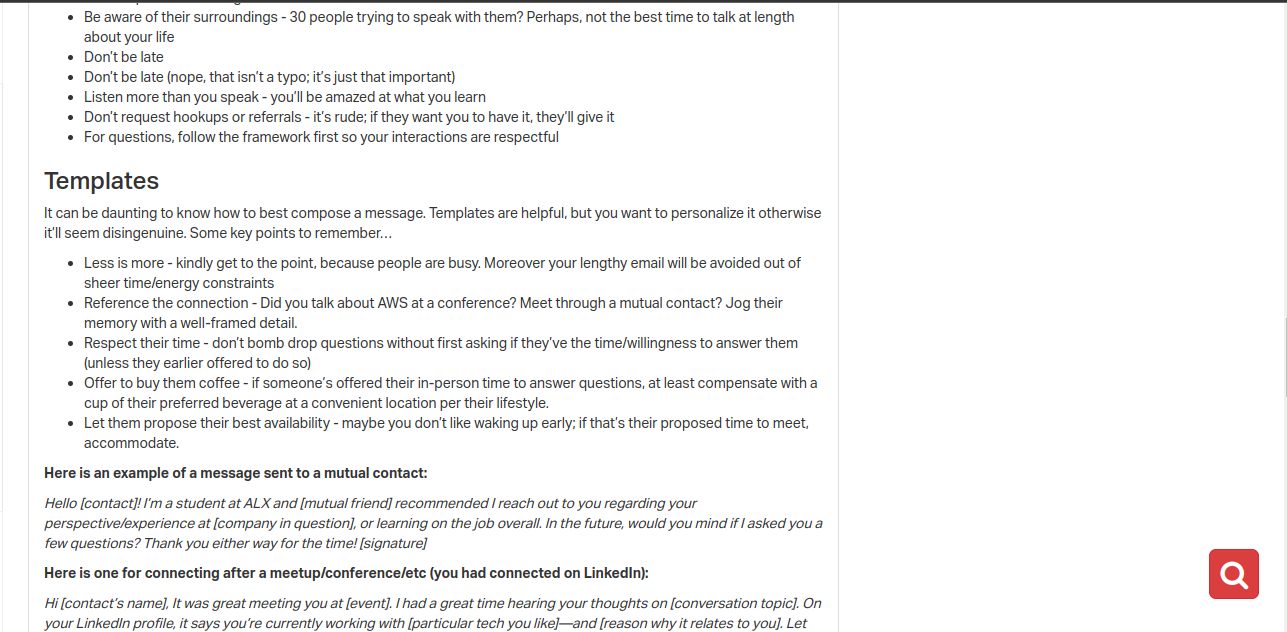 Be aware of their surroundings - 30 people trying to speak with them? Perhaps, not the best time to talk at length
about your life
Don't be late
Don't be late (nope, that isn't a typo; it's just that important)
Listen more than you speak - you'll be amazed at what you learn
Don't request hookups or referrals - it's rude; if they want you to have it, they'll give it
For questions, follow the framework first so your interactions are respectful
Templates
It can be daunting to know how to best compose a message. Templates are helpful, but you want to personalize it otherwise
it'll seem disingenuine. Some key points to remember…
Less is more - kindly get to the point, because people are busy. Moreover your lengthy email will be avoided out of
sheer time/energy constraints
Reference the connection - Did you talk about AWS at a conference? Meet through a mutual contact? Jog their
memory with a well-framed detail.
Respect their time - don't bomb drop questions without first asking if they've the time/willingness to answer them
(unless they earlier offered to do so)
Offer to buy them coffee - if someone's offered their in-person time to answer questions, at least compensate with a
cup of their preferred beverage at a convenient location per their lifestyle.
Let them propose their best availability - maybe you don't like waking up early; if that's their proposed time to meet,
accommodate.
Here is an example of a message sent to a mutual contact:
Hello [contact]! I'm a student at ALX and [mutual friend] recommended I reach out to you regarding your
perspective/experience at [company in question], or learning on the job overall. In the future, would you mind if I asked you a
few questions? Thank you either way for the time! [signature]
Here is one for connecting after a meetup/conference/etc (you had connected on LinkedIn):
Hi [contact's name], It was great meeting you at [event]. I had a great time hearing your thoughts on [conversation topic]. On
your LinkedIn profile, it says you're currently working with [particular tech you like]—and [reason why it relates to you]. Let